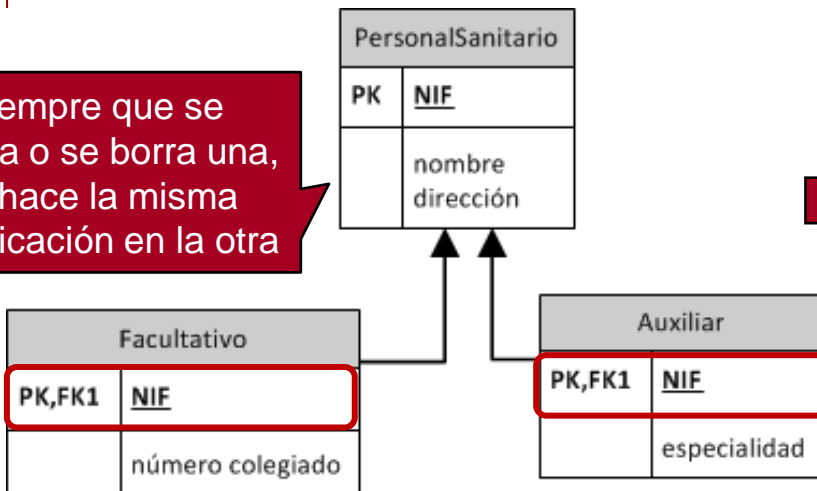 PersonalSanitario
PK NIF
nombre
dirección
empre que se
a o se borra una,
hace la misma
icación en la otra
Facultativo
PK,FK1 NIF
número colegiado
Auxiliar
PK,FK1 NIF
especialidad